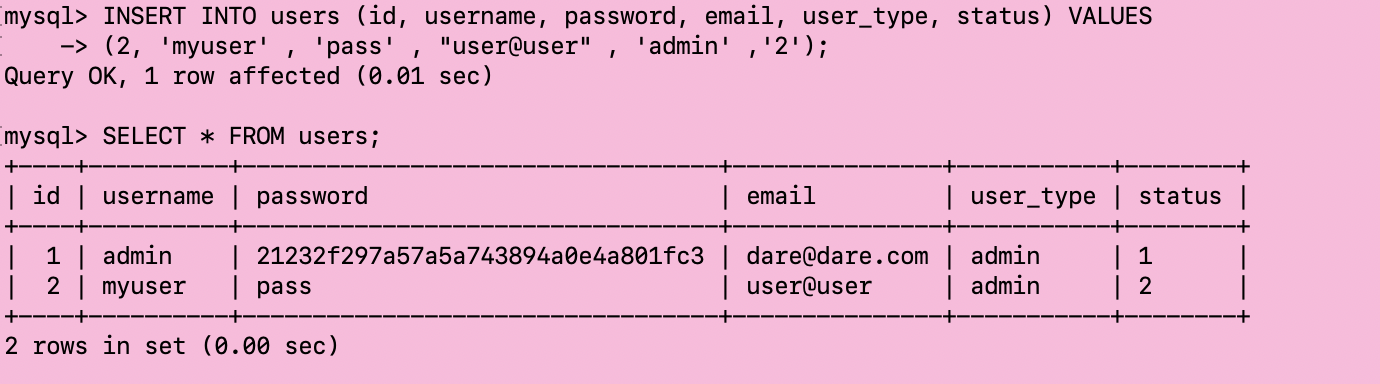 [mysql> INSERT INTO users (id, username, password, email, user_type, status) VALUES
[    -> (2, 'myuser' , 'pass' , "user@user" , 'admin' ,'2');
Query OK, 1 row affected (0.01 sec)
[mysql> SELECT * FROM users;
+----+----------+----------------------------------+---------------+-----------+--------+
| id | username | password                         | email         | user_type | status |
+----+----------+----------------------------------+---------------+-----------+--------+
|  1 | admin    | 21232f297a57a5a743894a0e4a801fc3 | dare@dare.com | admin     | 1      |
|  2 | myuser   | pass                             | user@user     | admin     | 2      |
+----+----------+----------------------------------+---------------+-----------+--------+
2 rows in set (0.00 sec)